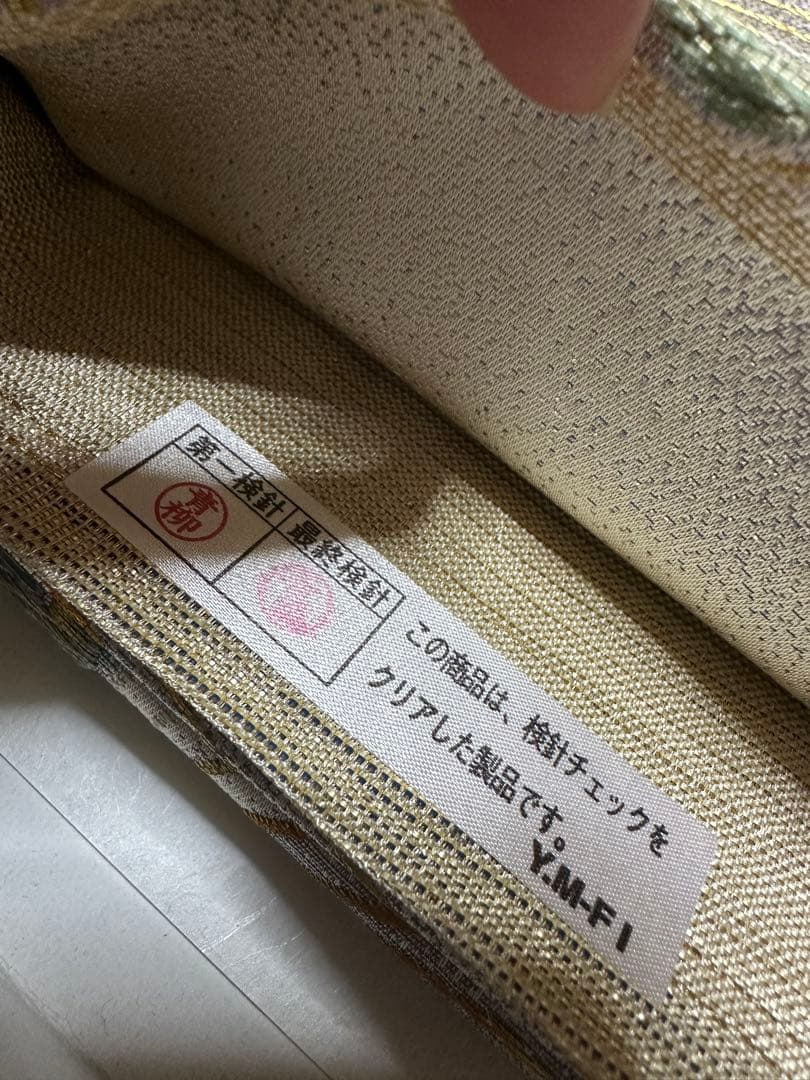 第一検針
最終検針
青柳
この商品は、検針チェックを
クリアした製品です。
Y.M-F I